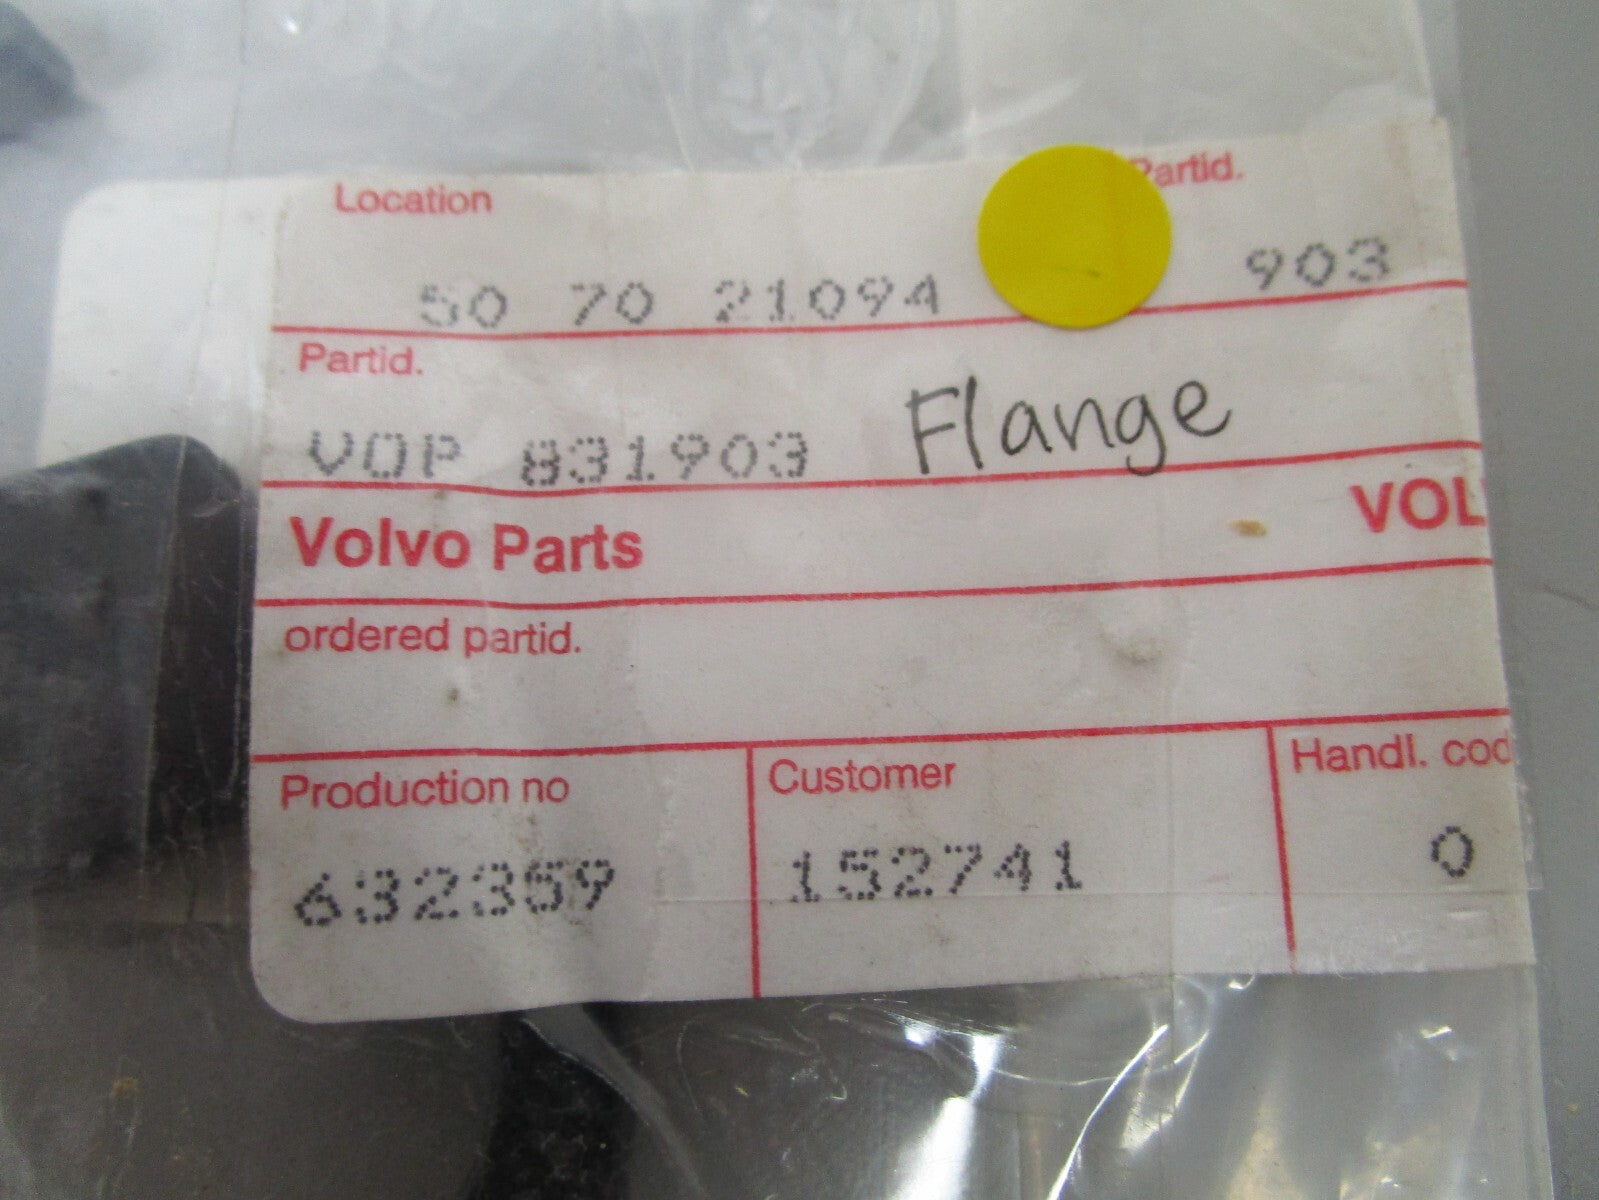 Location
Partid.
50 70 21094
903
Partid.
VOP 831903 Flange
Volvo Parts
VOL
ordered partid.
Production no
Customer
Handl. cod
632359
152741
0